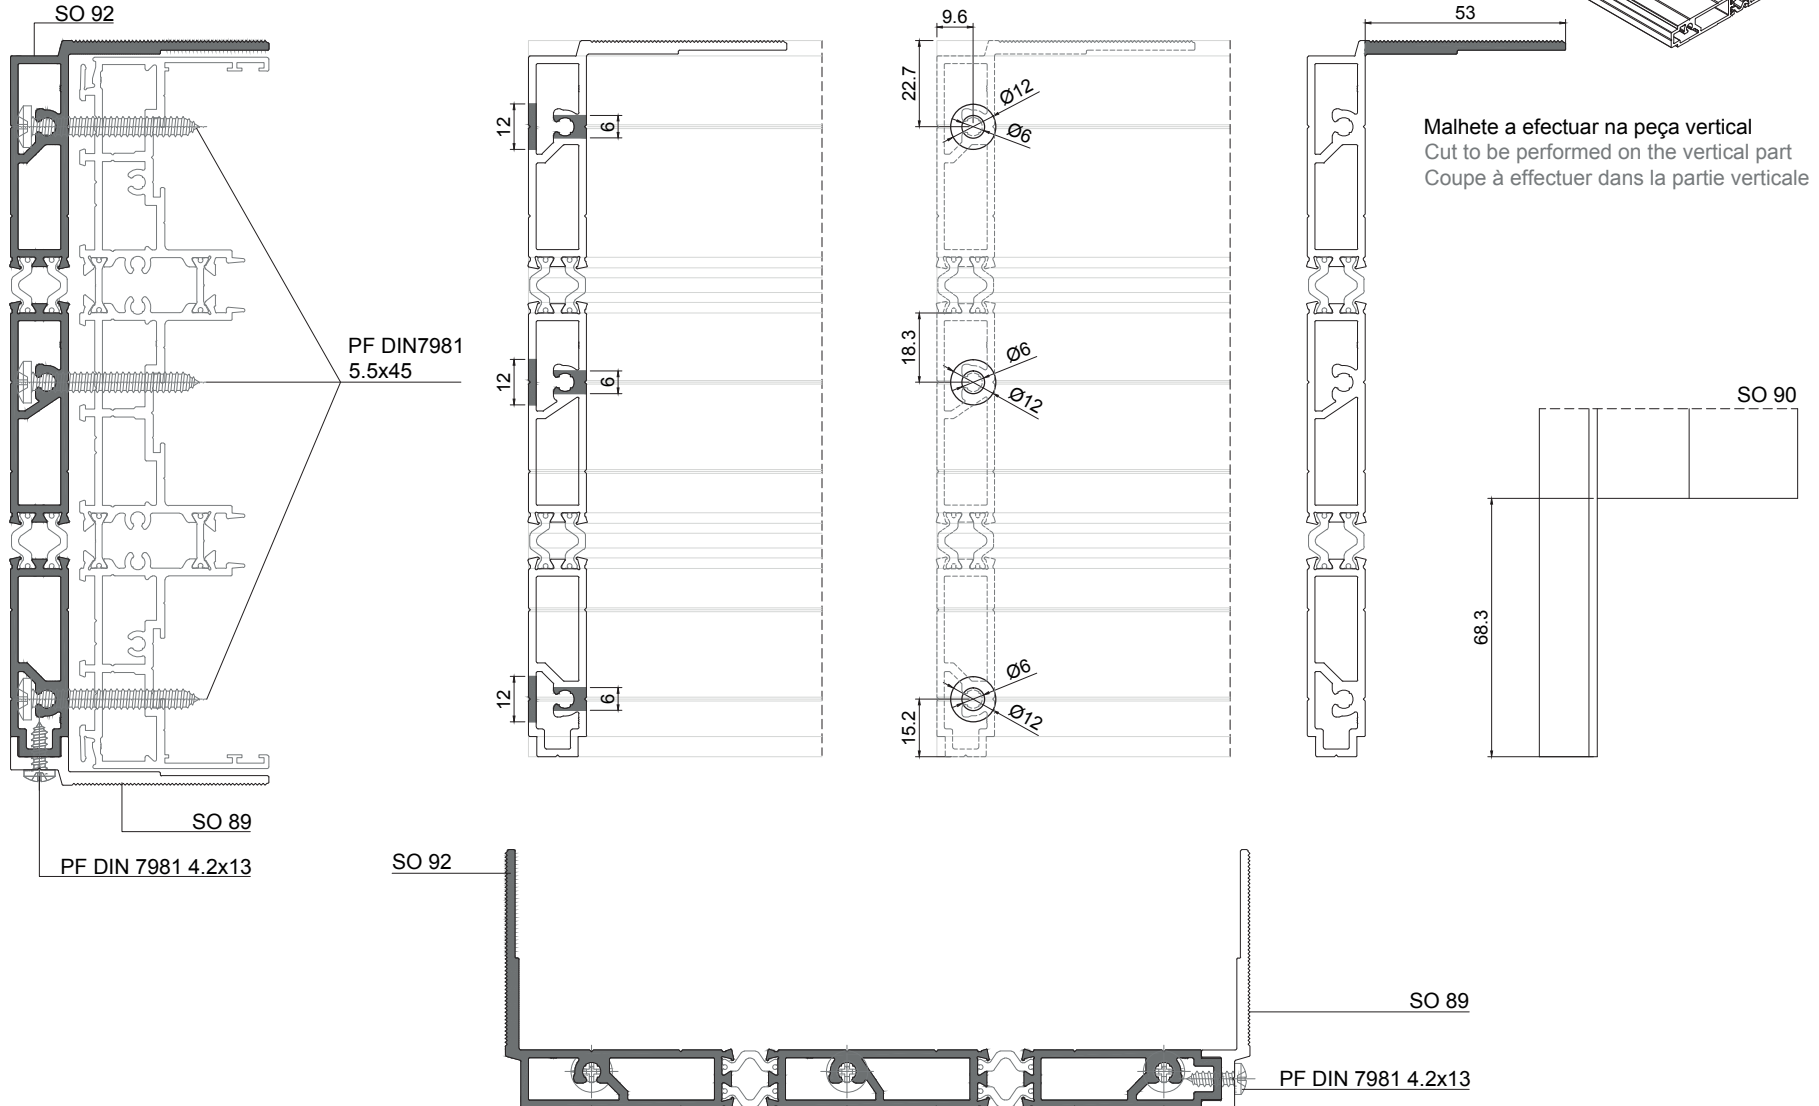 SO 92
9.6
53
22.7
Ø12
Ø6
12
6
Malhete a efectuar na peça vertical
Cut to be performed on the vertical part
Coupe à effectuer dans la partie verticale
PF DIN7981
5.5x45
12
6
18.3
Ø6
Ø12
SO 90
68.3
12
6
15.2
Ø6
Ø12
SO 89
PF DIN 7981 4.2x13
SO 92
SO 89
PF DIN 7981 4.2x13